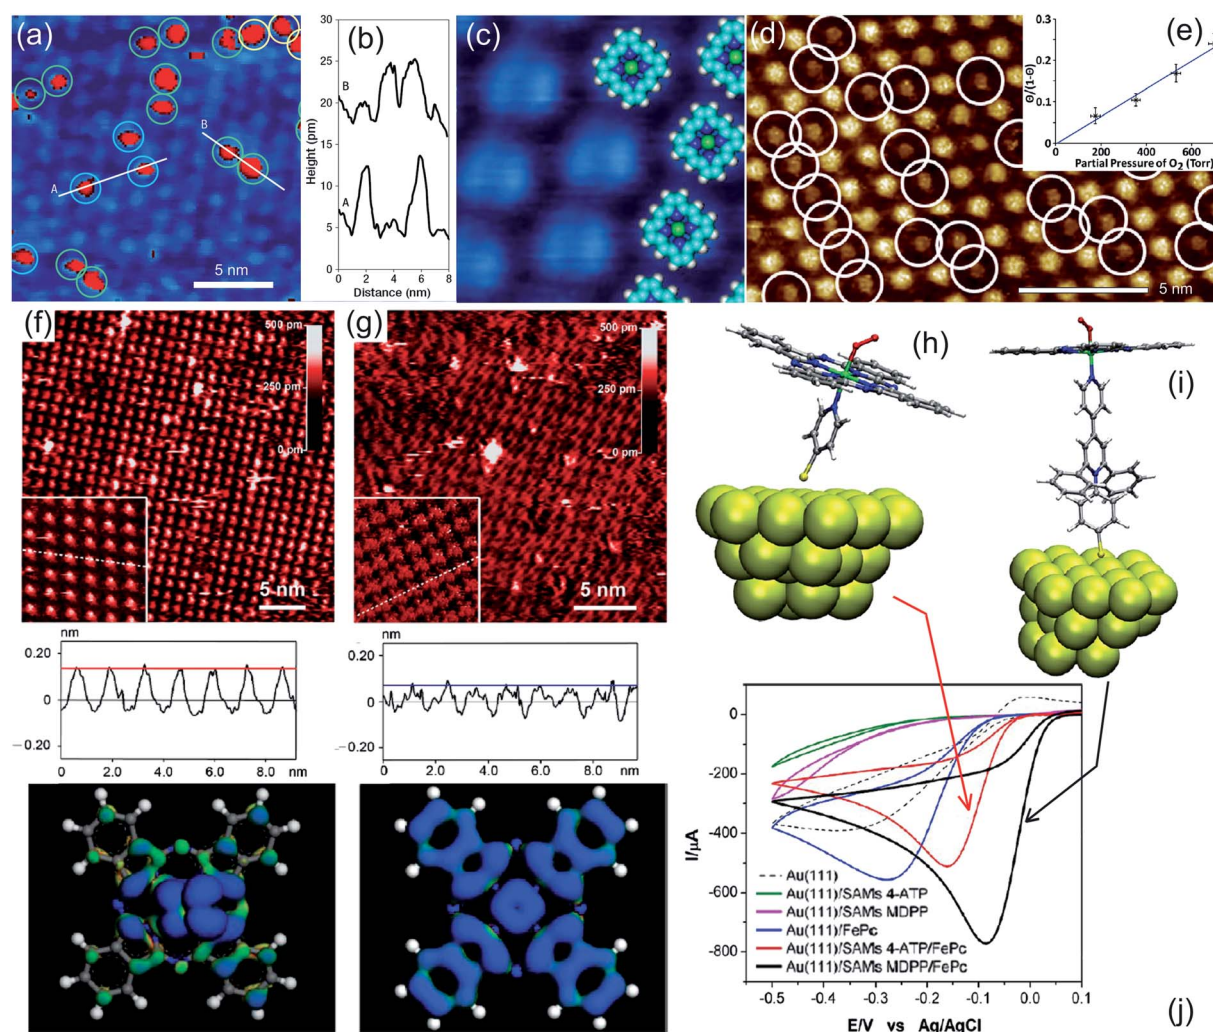 (a)
B
A
5 nm
(b)
30
25
20
15
10
5
0
Height (pm)
B
A
0 2 4 6 8
Distance (nm)
(c)
(d)
5 nm
(e)
0.3
0.2
0.1
0
Θ/(1-Θ)
0 200 400 600
Partial Pressure of O2 (Torr)
(f)
500 pm
250 pm
0 pm
5 nm
(g)
500 pm
250 pm
0 pm
5 nm
(h)
(i)
nm
0.20
0
-0.20
0 2.0 4.0 6.0 8.0
nm
nm
0.20
0
-0.20
0 2.0 4.0 6.0 8.0 nm
0
-200
-400
-600
-800
I/μA
Au(111)
Au(111)/SAMs 4-ATP
Au(111)/SAMs MDPP
Au(111)/FePc
Au(111)/SAMs 4-ATP/FePc
Au(111)/SAMs MDPP/FePc
-0.5 -0.4 -0.3 -0.2 -0.1 0.0 0.1
E/V vs Ag/AgCl
(j)